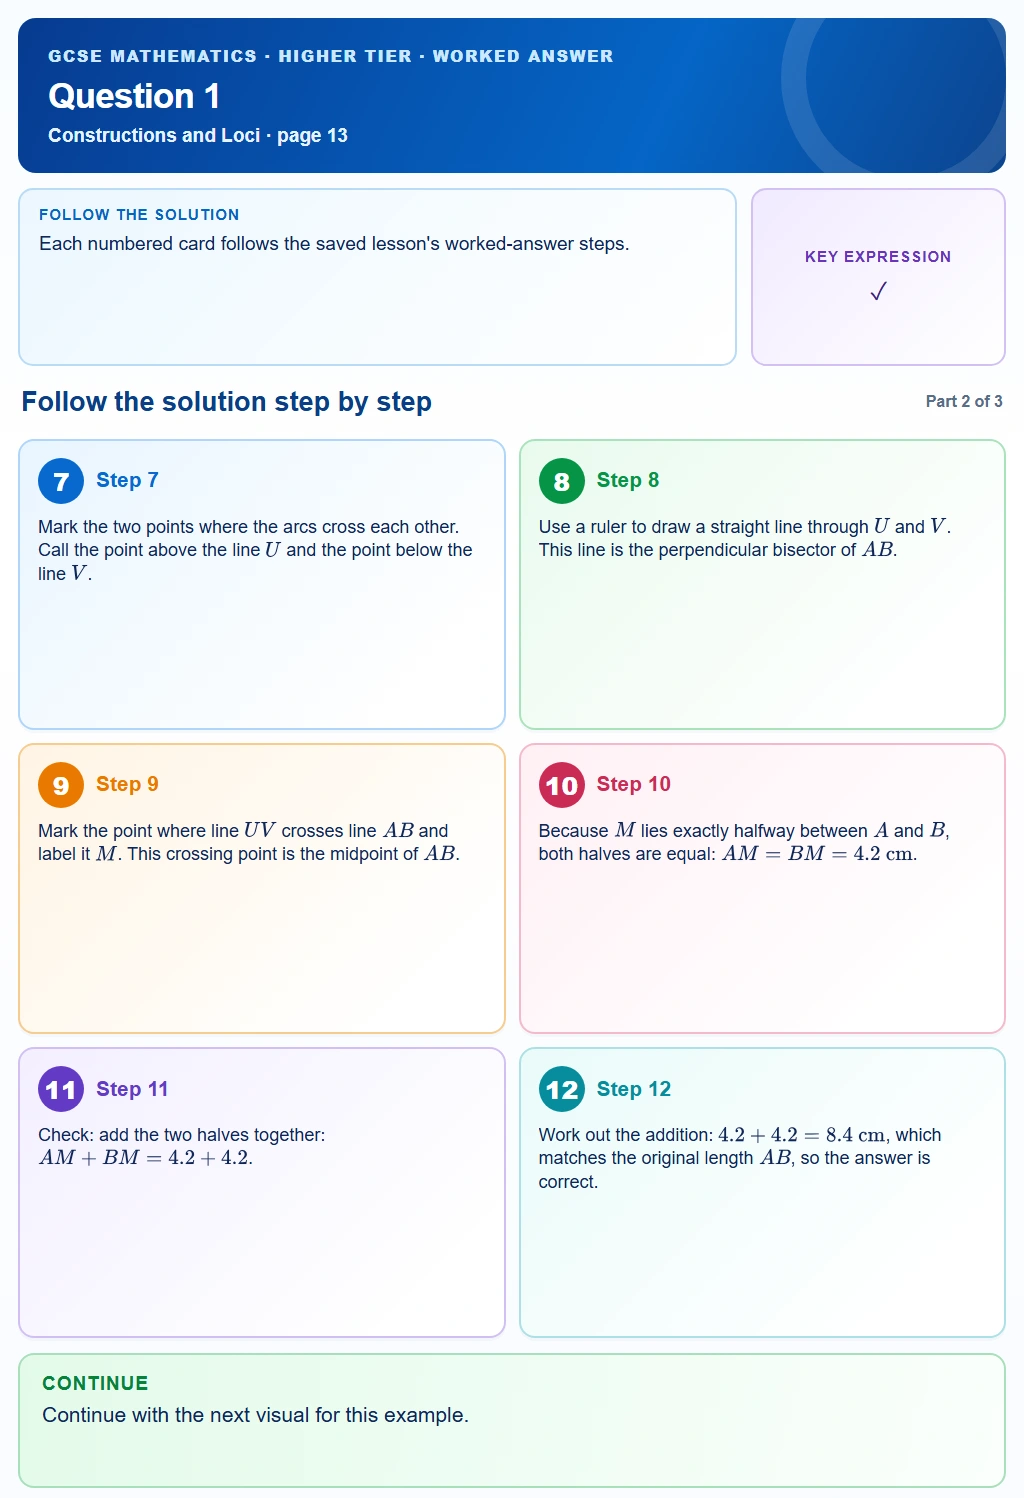 GCSE MATHEMATICS · HIGHER TIER · WORKED ANSWER
Question 1
Constructions and Loci · page 13
FOLLOW THE SOLUTION
Each numbered card follows the saved lesson's worked-answer steps.
KEY EXPRESSION
✓
Follow the solution step by step
Part 2 of 3
7 Step 7
Mark the two points where the arcs cross each other.
Call the point above the line U and the point below the
line V.
8 Step 8
Use a ruler to draw a straight line through U and V.
This line is the perpendicular bisector of AB.
9 Step 9
Mark the point where line UV crosses line AB and
label it M. This crossing point is the midpoint of AB.
10 Step 10
Because M lies exactly halfway between A and B,
both halves are equal: AM = BM = 4.2 cm.
11 Step 11
Check: add the two halves together:
AM + BM = 4.2 + 4.2.
12 Step 12
Work out the addition: 4.2 + 4.2 = 8.4 cm, which
matches the original length AB, so the answer is
correct.
CONTINUE
Continue with the next visual for this example.